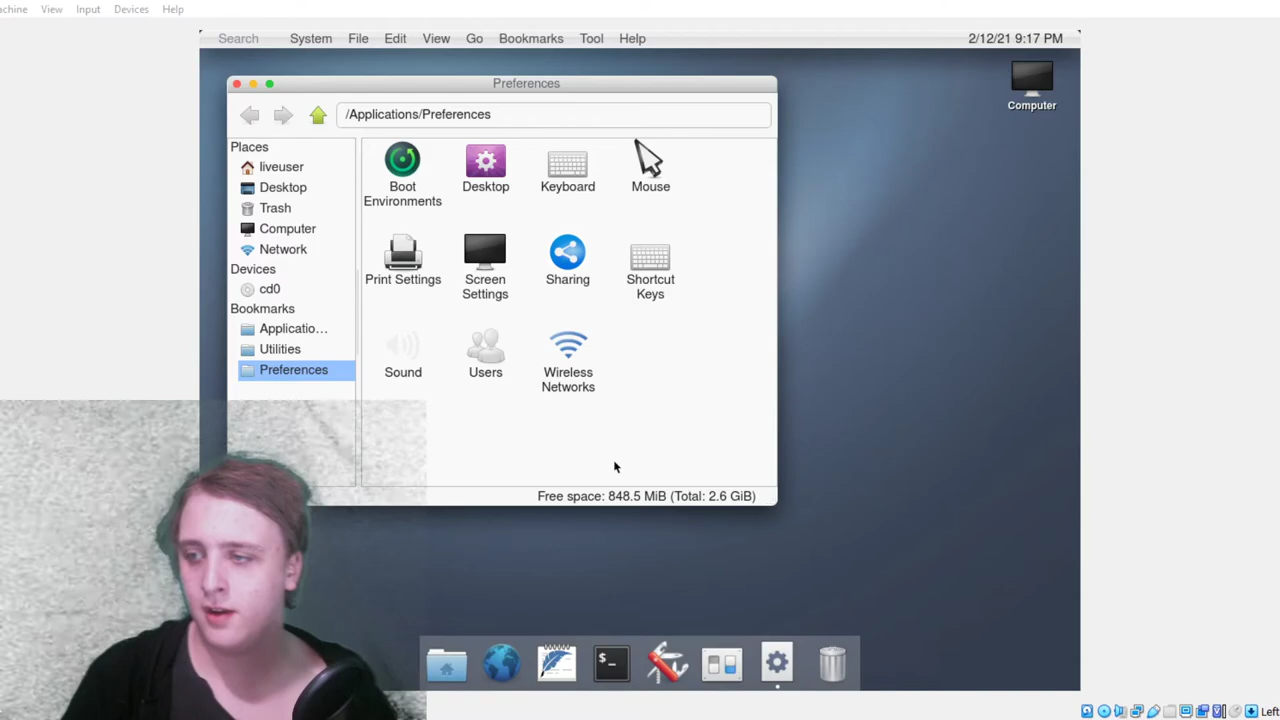 achine View Input Devices Help
Search System File Edit View Go Bookmarks Tool Help 2/12/21 9:17 PM
Computer
Preferences
/Applications/Preferences
Places
liveuser
Desktop
Trash
Computer
Network
Devices
cd0
Bookmarks
Applicatio...
Utilities
Preferences
Boot
Environments
Desktop
Keyboard
Mouse
Print Settings
Screen
Settings
Sharing
Shortcut
Keys
Sound
Users
Wireless
Networks
Free space: 848.5 MiB (Total: 2.6 GiB)
$_
Left